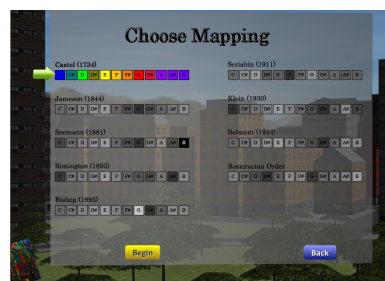 Choose Mapping
Castel (1734)
C C# D D# E F F# G G# A A# B
Jameson (1844)
C C# D D# E F F# G G# A A# B
Seemann (1881)
C C# D D# E F F# G G# A A# B
Rimington (1893)
C C# D D# E F F# G G# A A# B
Bishop (1893)
C C# D D# E F F# G G# A A# B
Scriabin (1911)
C C# D D# E F F# G G# A A# B
Klein (1930)
C C# D D# E F F# G G# A A# B
Belmont (1944)
C C# D D# E F F# G G# A A# B
Rosicrucian Order
C C# D D# E F F# G G# A A# B
Begin
Back